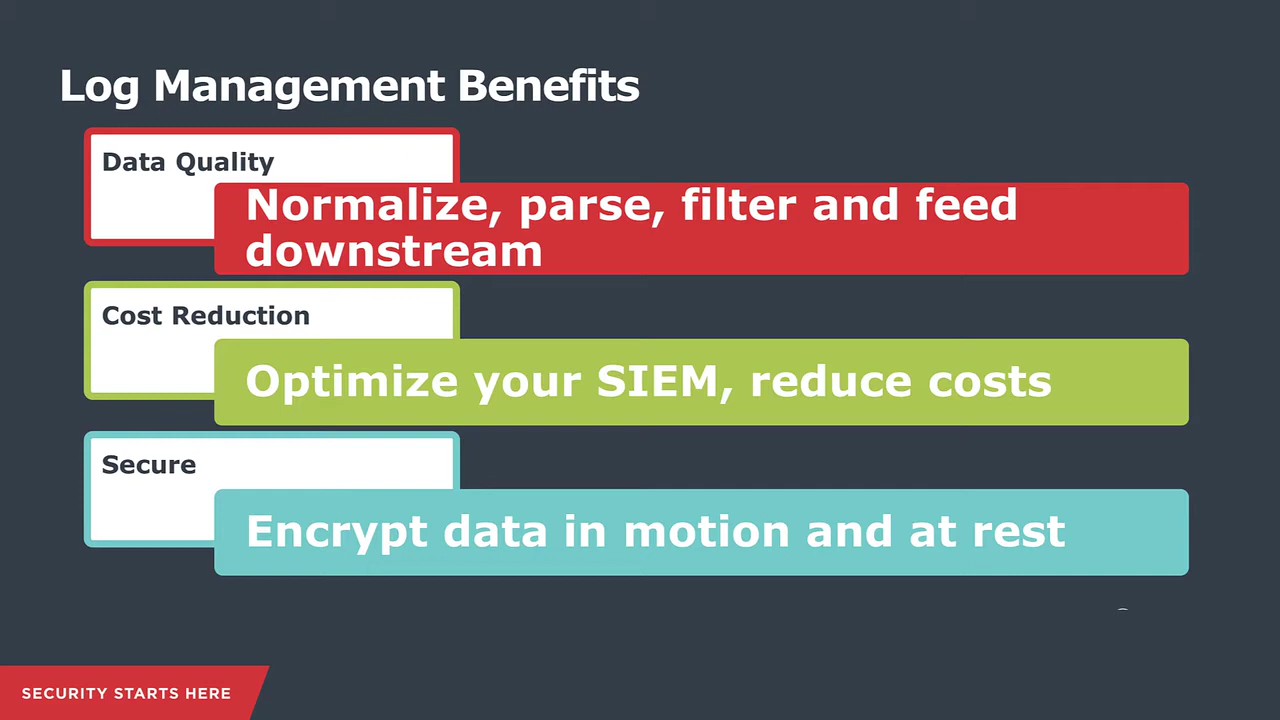 Log Management Benefits
Data Quality
Normalize, parse, filter and feed
downstream
Cost Reduction
Optimize your SIEM, reduce costs
Secure
Encrypt data in motion and at rest
SECURITY STARTS HERE